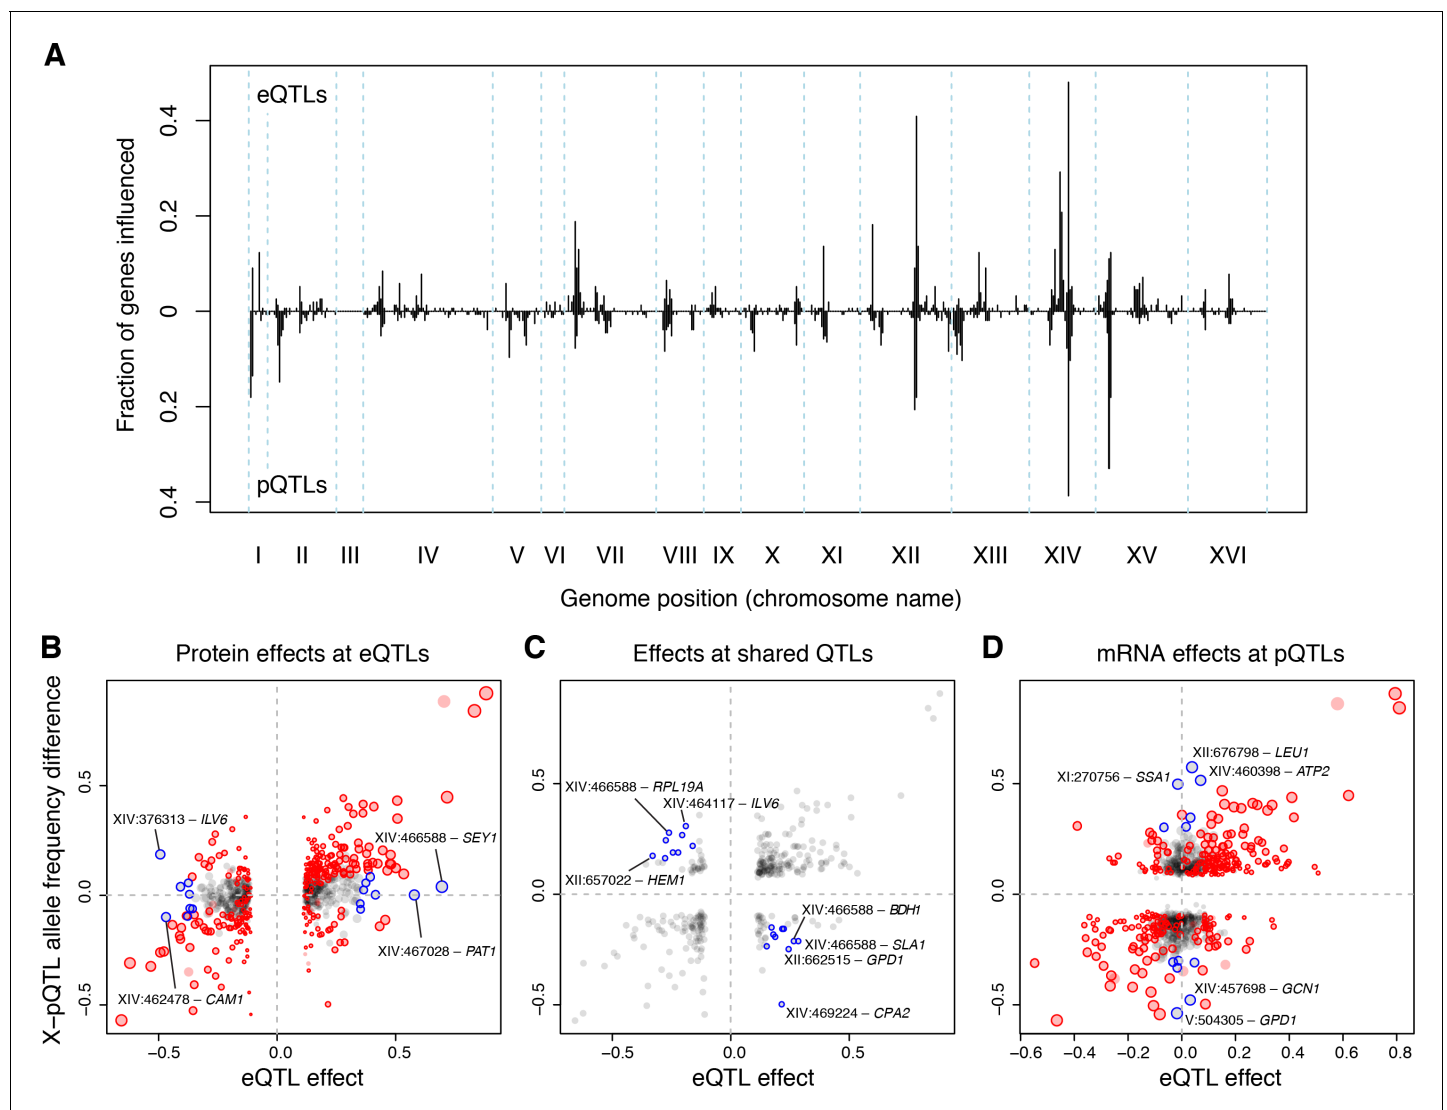 A
eQTLs
pQTLs
Fraction of genes influenced
0.4
0.2
0
0.2
0.4
I II III IV V VI VII VIII IX X XI XII XIII XIV XV XVI
Genome position (chromosome name)
B
Protein effects at eQTLs
X−pQTL allele frequency difference
0.5
0.0
−0.5
XIV:376313 – ILV6
XIV:466588 – SEY1
XIV:467028 – PAT1
XIV:462478 – CAM1
−0.5 0.0 0.5
eQTL effect
C
Effects at shared QTLs
0.5
0.0
−0.5
XIV:466588 – RPL19A
XIV:464117 – ILV6
XII:657022 – HEM1
XIV:466588 – BDH1
XIV:466588 – SLA1
XII:662515 – GPD1
XIV:469224 – CPA2
−0.5 0.0 0.5
eQTL effect
D
mRNA effects at pQTLs
0.5
0.0
−0.5
XII:676798 – LEU1
XI:270756 – SSA1
XIV:460398 – ATP2
XIV:457698 – GCN1
V:504305 – GPD1
−0.6 −0.4 −0.2 0.0 0.2 0.4 0.6 0.8
eQTL effect